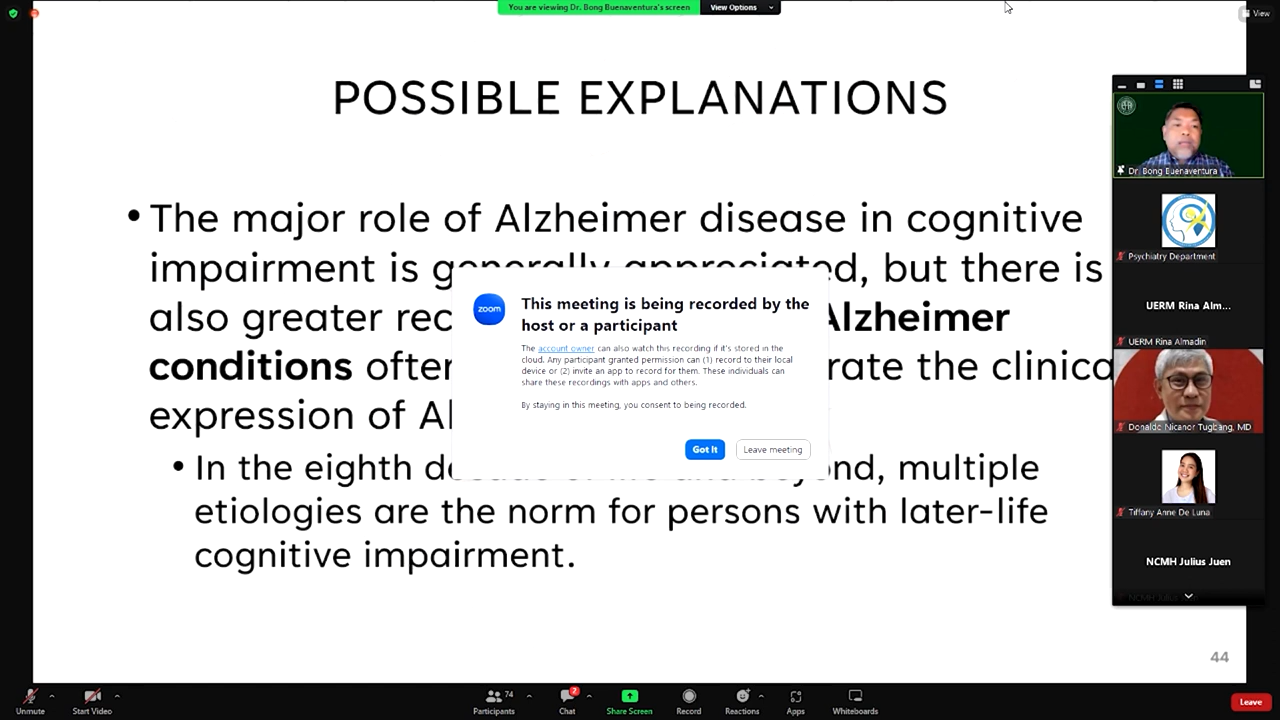 You are viewing Dr. Bong Buenaventura's screen
View Options
View
POSSIBLE EXPLANATIONS
• The major role of Alzheimer disease in cognitive
impairment is generally appreciated, but there is
also greater rec
Alzheimer
conditions often
rate the clinica
expression of Al
• In the eighth decade of life and beyond, multiple
etiologies are the norm for persons with later-life
cognitive impairment.
44
zoom
This meeting is being recorded by the
host or a participant
The account owner can also watch this recording if it's stored in the
cloud. Any participant granted permission can (1) record to their local
device or (2) invite an app to record for them. These individuals can
share these recordings with apps and others.
By staying in this meeting, you consent to being recorded.
Got It
Leave meeting
Dr. Bong Buenaventura
Psychiatry Department
UERM Rina Alm...
UERM Rina Almadin
Donaldo Nicanor Tugbang, MD
Tiffany Anne De Luna
NCMH Julius Juen
Unmute
Start Video
74
Participants
2
Chat
Share Screen
Record
Reactions
Apps
Whiteboards
Leave